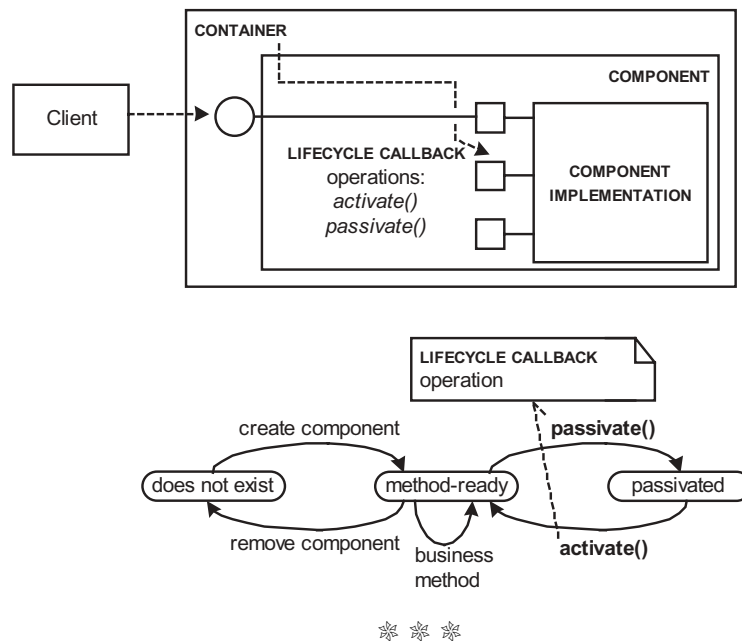 CONTAINER
COMPONENT
Client
LIFECYCLE CALLBACK
operations:
activate()
passivate()
COMPONENT
IMPLEMENTATION
LIFECYCLE CALLBACK
operation
create component
passivate()
does not exist
method-ready
passivated
remove component
business
method
activate()